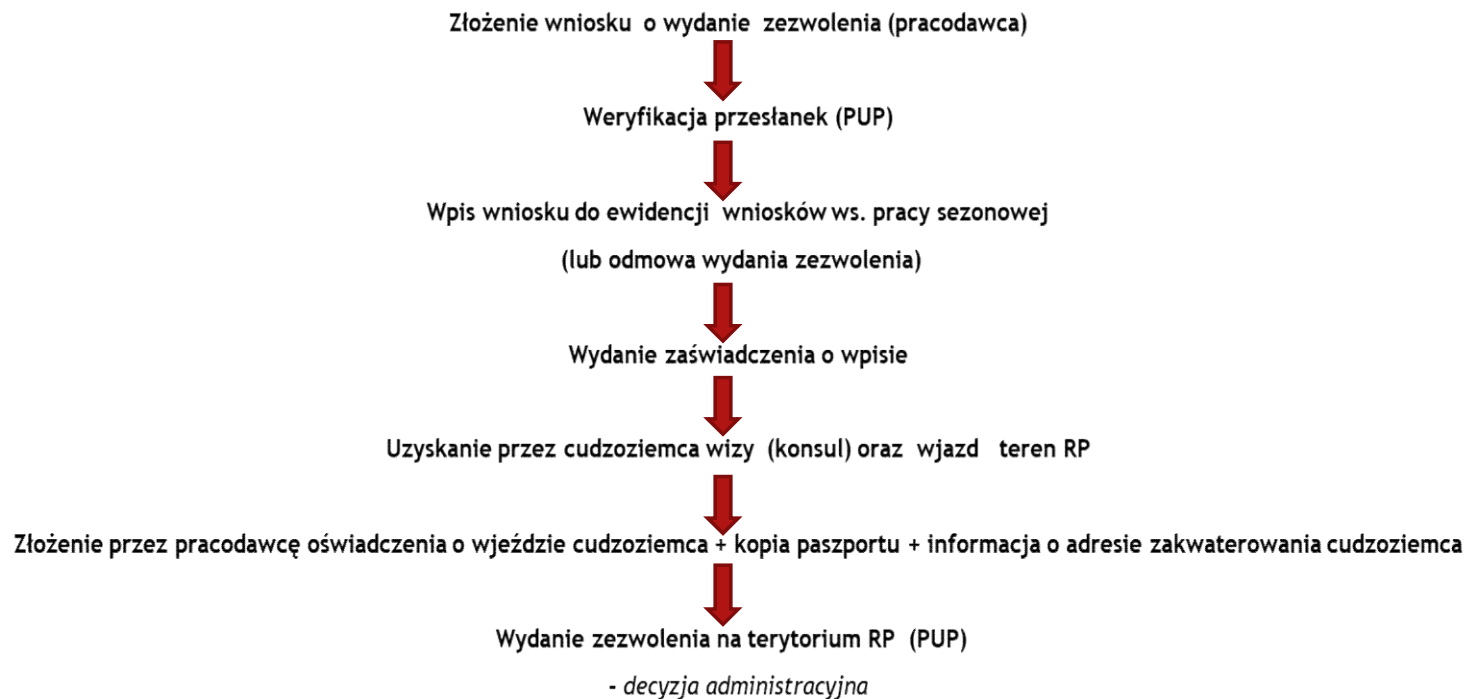 Złożenie wniosku o wydanie zezwolenia (pracodawca)
Weryfikacja przesłanek (PUP)
Wpis wniosku do ewidencji wniosków ws. pracy sezonowej
(lub odmowa wydania zezwolenia)
Wydanie zaświadczenia o wpisie
Uzyskanie przez cudzoziemca wizy (konsul) oraz wjazd teren RP
Złożenie przez pracodawcę oświadczenia o wjeździe cudzoziemca + kopia paszportu + informacja o adresie zakwaterowania cudzoziemca
Wydanie zezwolenia na terytorium RP (PUP)
- decyzja administracyjna